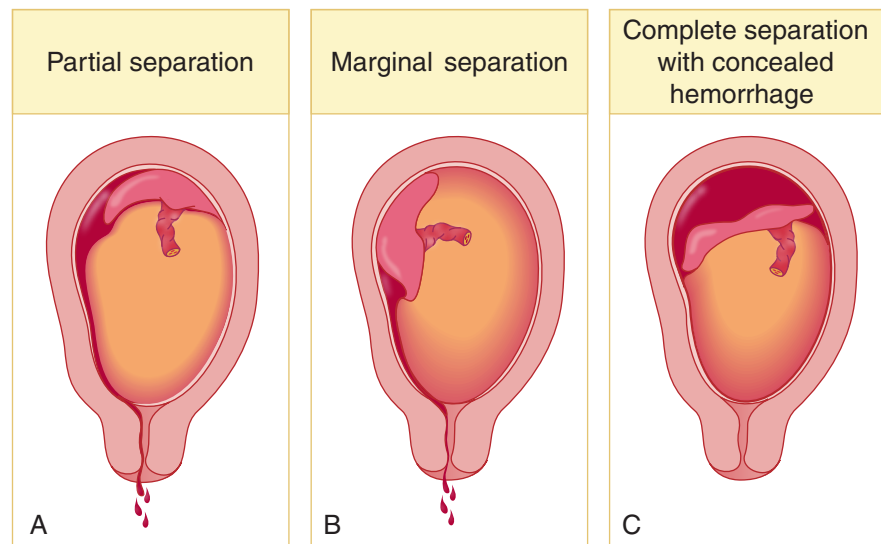 Partial separation
Marginal separation
Complete separation
with concealed
hemorrhage
A
B
C